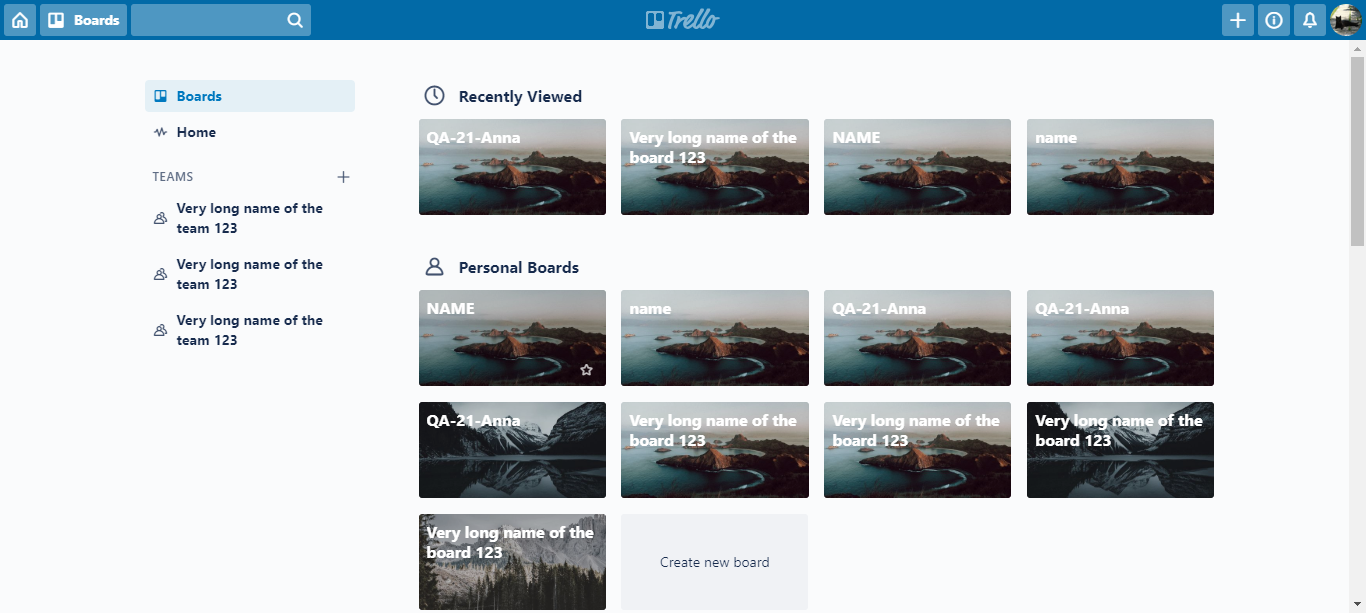 Boards
Trello
Boards
Home
TEAMS
Very long name of the
team 123
Very long name of the
team 123
Very long name of the
team 123
Recently Viewed
QA-21-Anna
Very long name of the
board 123
NAME
name
Personal Boards
NAME
name
QA-21-Anna
QA-21-Anna
QA-21-Anna
Very long name of the
board 123
Very long name of the
board 123
Very long name of the
board 123
Very long name of the
board 123
Create new board